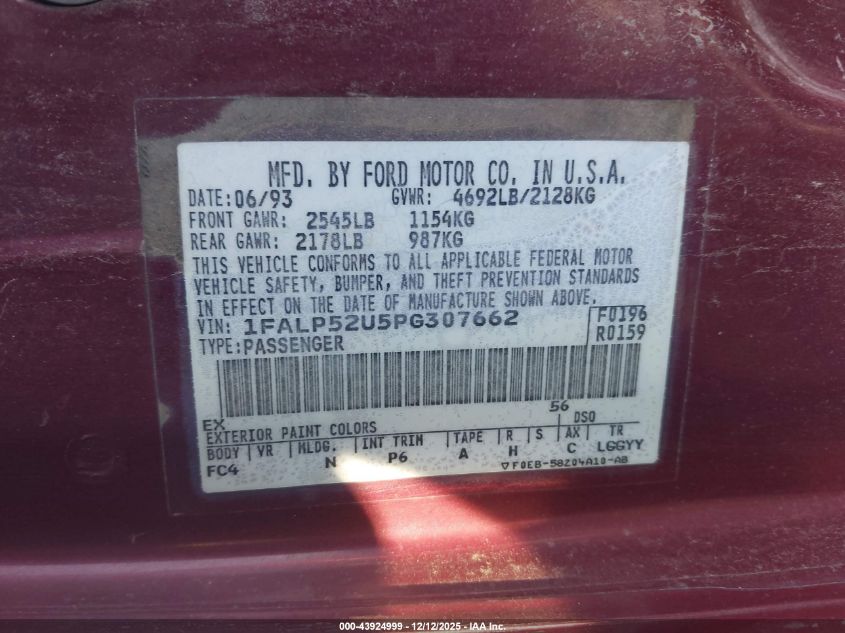 MFD. BY FORD MOTOR CO. IN U.S.A.
DATE: 06/93 GVWR: 4692LB/2128KG
FRONT GAWR: 2545LB 1154KG
REAR GAWR: 2178LB 987KG
THIS VEHICLE CONFORMS TO ALL APPLICABLE FEDERAL MOTOR
VEHICLE SAFETY, BUMPER, AND THEFT PREVENTION STANDARDS
IN EFFECT ON THE DATE OF MANUFACTURE SHOWN ABOVE.
VIN: 1FALP52U5PG307662 F0196
TYPE: PASSENGER R0159
56
EX DSO
EXTERIOR PAINT COLORS
BODY VR MLDG. INT TRIM TAPE R S AX TR
FC4 N P6 A H C LGGYY
F0EB-58204A10-AB
000-43924999 - 12/12/2025 - IAA Inc.